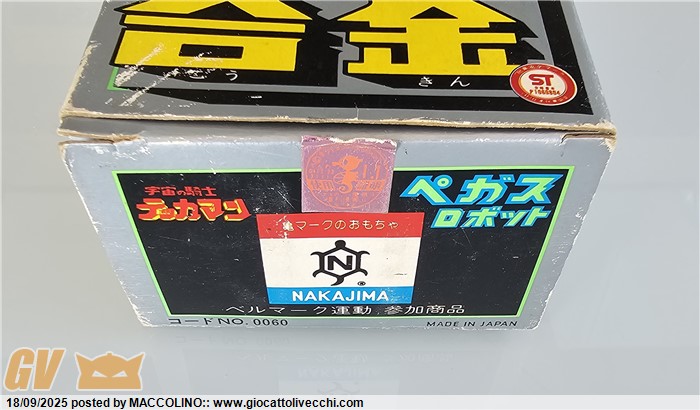 合金
ごうきん
ST
P1065604
宇宙の騎士
テッカマン
ペガス
ロボット
亀マークのおもちゃ
N
®
NAKAJIMA
ベルマーク運動 参加商品
コードNO. 0060
MADE IN JAPAN
GV
18/09/2025 posted by MACCOLINO:: www.giocattolivecchi.com